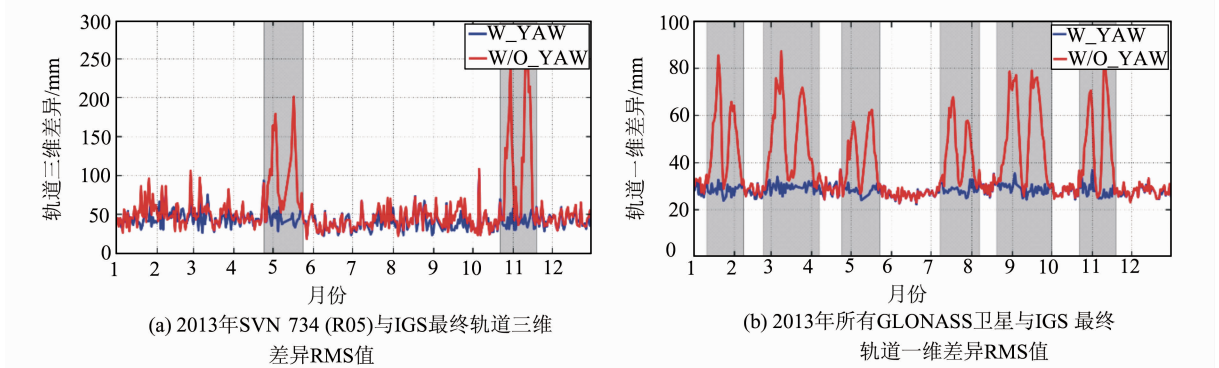 300
250
200
150
100
50
0
轨道三维差异/mm
W_YAW
W/O_YAW
1 2 3 4 5 6 7 8 9 10 11 12
月份
(a) 2013年SVN 734 (R05)与IGS最终轨道三维
差异RMS值
100
80
60
40
20
0
轨道一维差异/mm
W_YAW
W/O_YAW
1 2 3 4 5 6 7 8 9 10 11 12
月份
(b) 2013年所有GLONASS卫星与IGS 最终
轨道一维差异RMS值